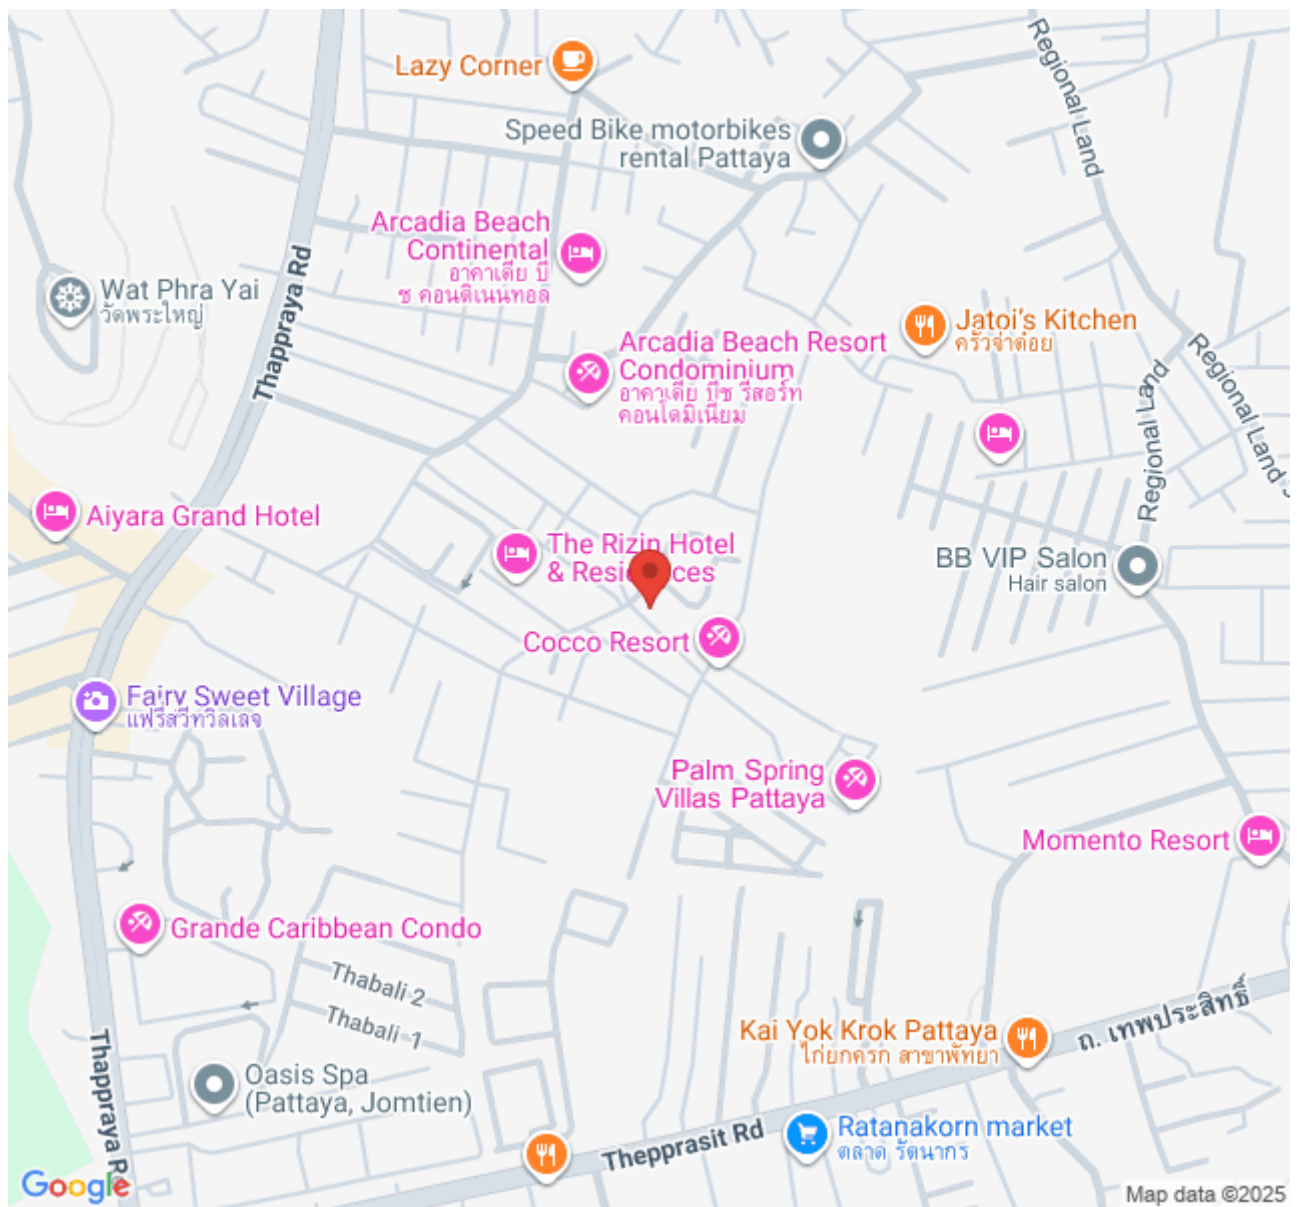 Lazy Corner
Regional Land
Speed Bike motorbikes
rental Pattaya
Arcadia Beach
Continental
อาคาเดีย บี
ช คอนติเนนทอล
Wat Phra Yai
วัดพระใหญ่
Thappraya Rd
Jatoi's Kitchen
ครัวจ่าต๋อย
Arcadia Beach Resort
Condominium
อาคาเดีย บีช รีสอร์ท
คอนโดมิเนียม
Regional Land
Regional Land
Aiyara Grand Hotel
The Rizin Hotel
& Residences
BB VIP Salon
Hair salon
Cocco Resort
Fairy Sweet Village
แฟรี่สวีทวิลเลจ
Palm Spring
Villas Pattaya
Momento Resort
Grande Caribbean Condo
Thabali 2
Thabali 1
Kai Yok Krok Pattaya
ไก่ยกครก สาขาพัทยา
ถ. เทพประสิทธิ์
Oasis Spa
(Pattaya, Jomtien)
Thappraya R
Thepprasit Rd
Ratanakorn market
ตลาด รัตนากร
Google
Map data ©2025